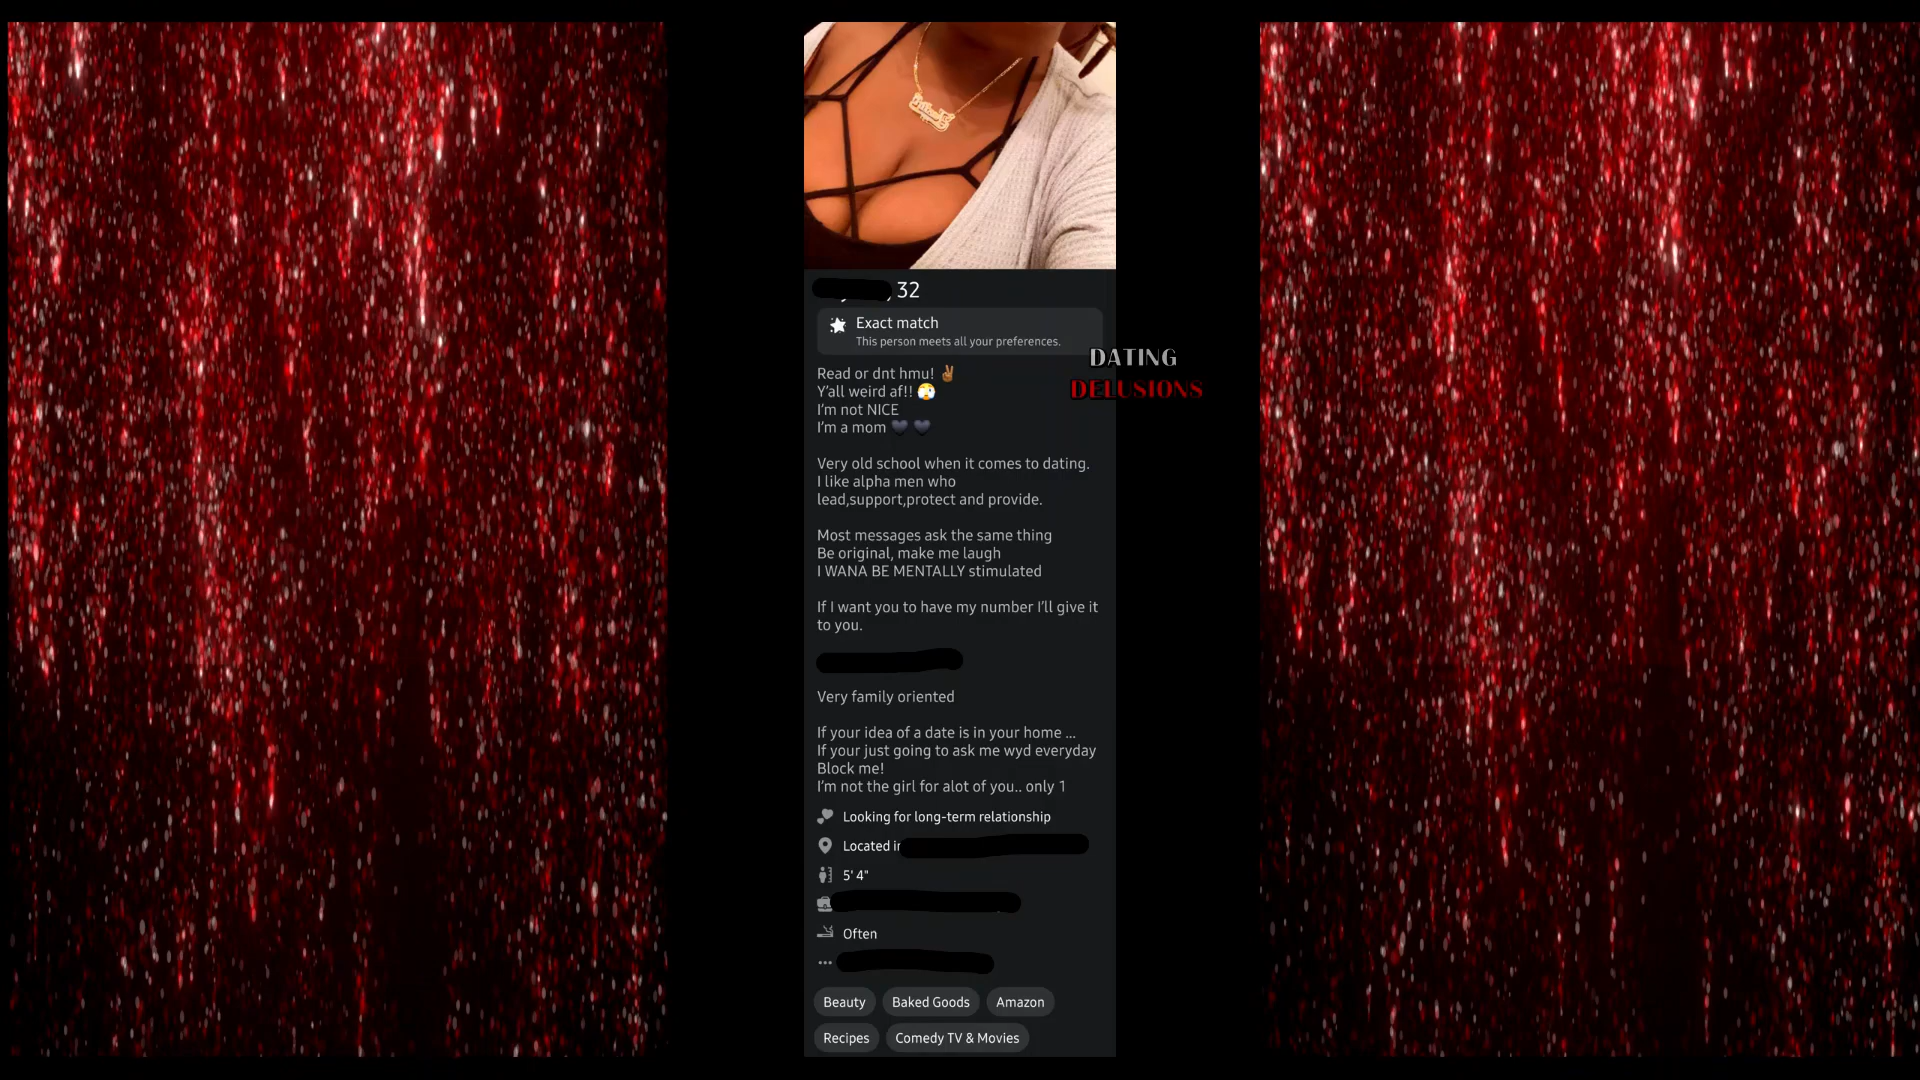 , 32
Exact match
This person meets all your preferences.
DATING
DELUSIONS
Read or dnt hmu! ✌🏾
Y'all weird af!! 🫣
I'm not NICE
I'm a mom 🖤 🖤
Very old school when it comes to dating.
I like alpha men who
lead,support,protect and provide.
Most messages ask the same thing
Be original, make me laugh
I WANA BE MENTALLY stimulated
If I want you to have my number I'll give it
to you.
Very family oriented
If your idea of a date is in your home ...
If your just going to ask me wyd everyday
Block me!
I'm not the girl for alot of you.. only 1
Looking for long-term relationship
Located in
5' 4"
Often
Beauty
Baked Goods
Amazon
Recipes
Comedy TV & Movies